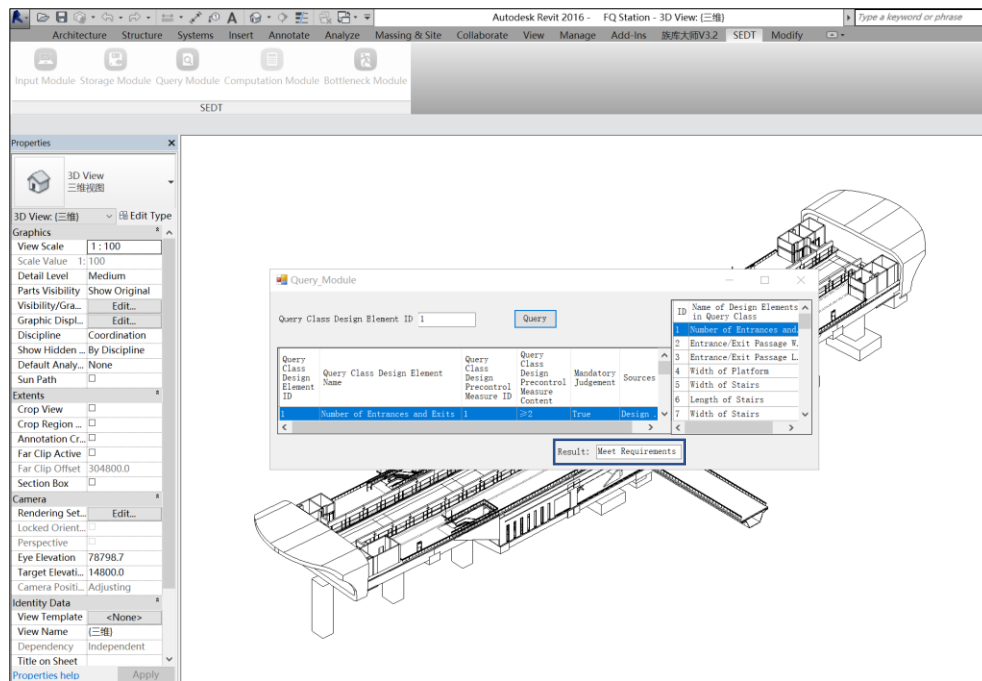 Autodesk Revit 2016 - FQ Station - 3D View: {三维}
Type a keyword or phrase
Architecture Structure Systems Insert Annotate Analyze Massing & Site Collaborate View Manage Add-Ins 族库大师V3.2 SEDT Modify
Input Module Storage Module Query Module Computation Module Bottleneck Module
SEDT
Properties
3D View
三维视图
3D View: {三维}
Edit Type
Graphics
View Scale 1 : 100
Scale Value 1: 100
Detail Level Medium
Parts Visibility Show Original
Visibility/Gra... Edit...
Graphic Displ... Edit...
Discipline Coordination
Show Hidden ... By Discipline
Default Analy... None
Sun Path
Extents
Crop View
Crop Region ...
Annotation Cr...
Far Clip Active
Far Clip Offset 304800.0
Section Box
Camera
Rendering Set... Edit...
Locked Orient...
Perspective
Eye Elevation 78798.7
Target Elevati... 14800.0
Camera Positi... Adjusting
Identity Data
View Template <None>
View Name {三维}
Dependency Independent
Title on Sheet
Properties help
Apply
Query_Module
Query Class Design Element ID 1
Query
Query Class Design Element ID
Query Class Design Element Name
Query Class Design Precontrol Measure ID
Query Class Design Precontrol Measure Content
Mandatory Judgement
Sources
1 Number of Entrances and Exits 1 ≥2 True Design .
ID Name of Design Elements in Query Class
1 Number of Entrances and.
2 Entrance/Exit Passage W.
3 Entrance/Exit Passage L.
4 Width of Platform
5 Width of Stairs
6 Length of Stairs
7 Width of Stairs
Result: Meet Requirements